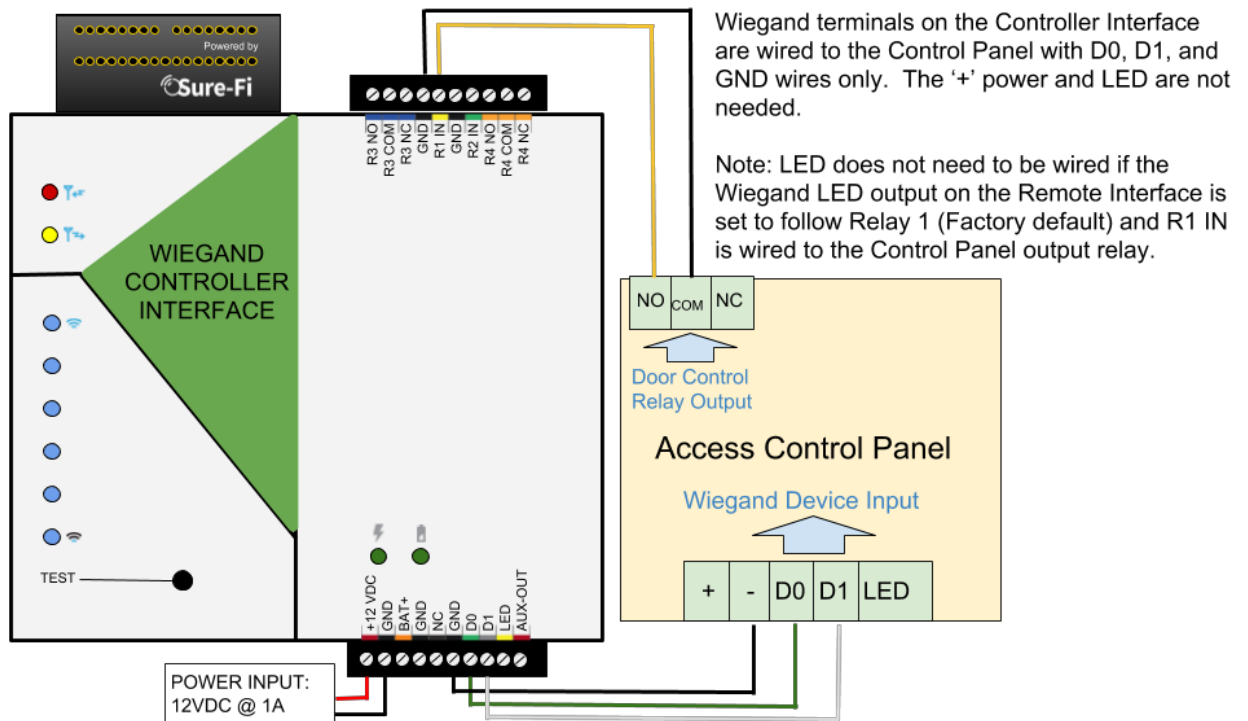 Powered by
Sure-Fi
R3 NO
R3 COM
R3 NC
GND
R1 IN
GND
R2 IN
R4 NO
R4 COM
R4 NC
WIEGAND
CONTROLLER
INTERFACE
TEST
+12 VDC
GND
BAT+
GND
NC
GND
D0
D1
LED
AUX-OUT
POWER INPUT:
12VDC @ 1A
Wiegand terminals on the Controller Interface
are wired to the Control Panel with D0, D1, and
GND wires only.  The ‘+’ power and LED are not
needed.
Note: LED does not need to be wired if the
Wiegand LED output on the Remote Interface is
set to follow Relay 1 (Factory default) and R1 IN
is wired to the Control Panel output relay.
NO COM NC
Door Control
Relay Output
Access Control Panel
Wiegand Device Input
+ - D0 D1 LED